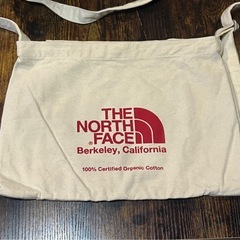 THE
NORTH
FACE
Berkeley, California
100% Certified Organic Cotton